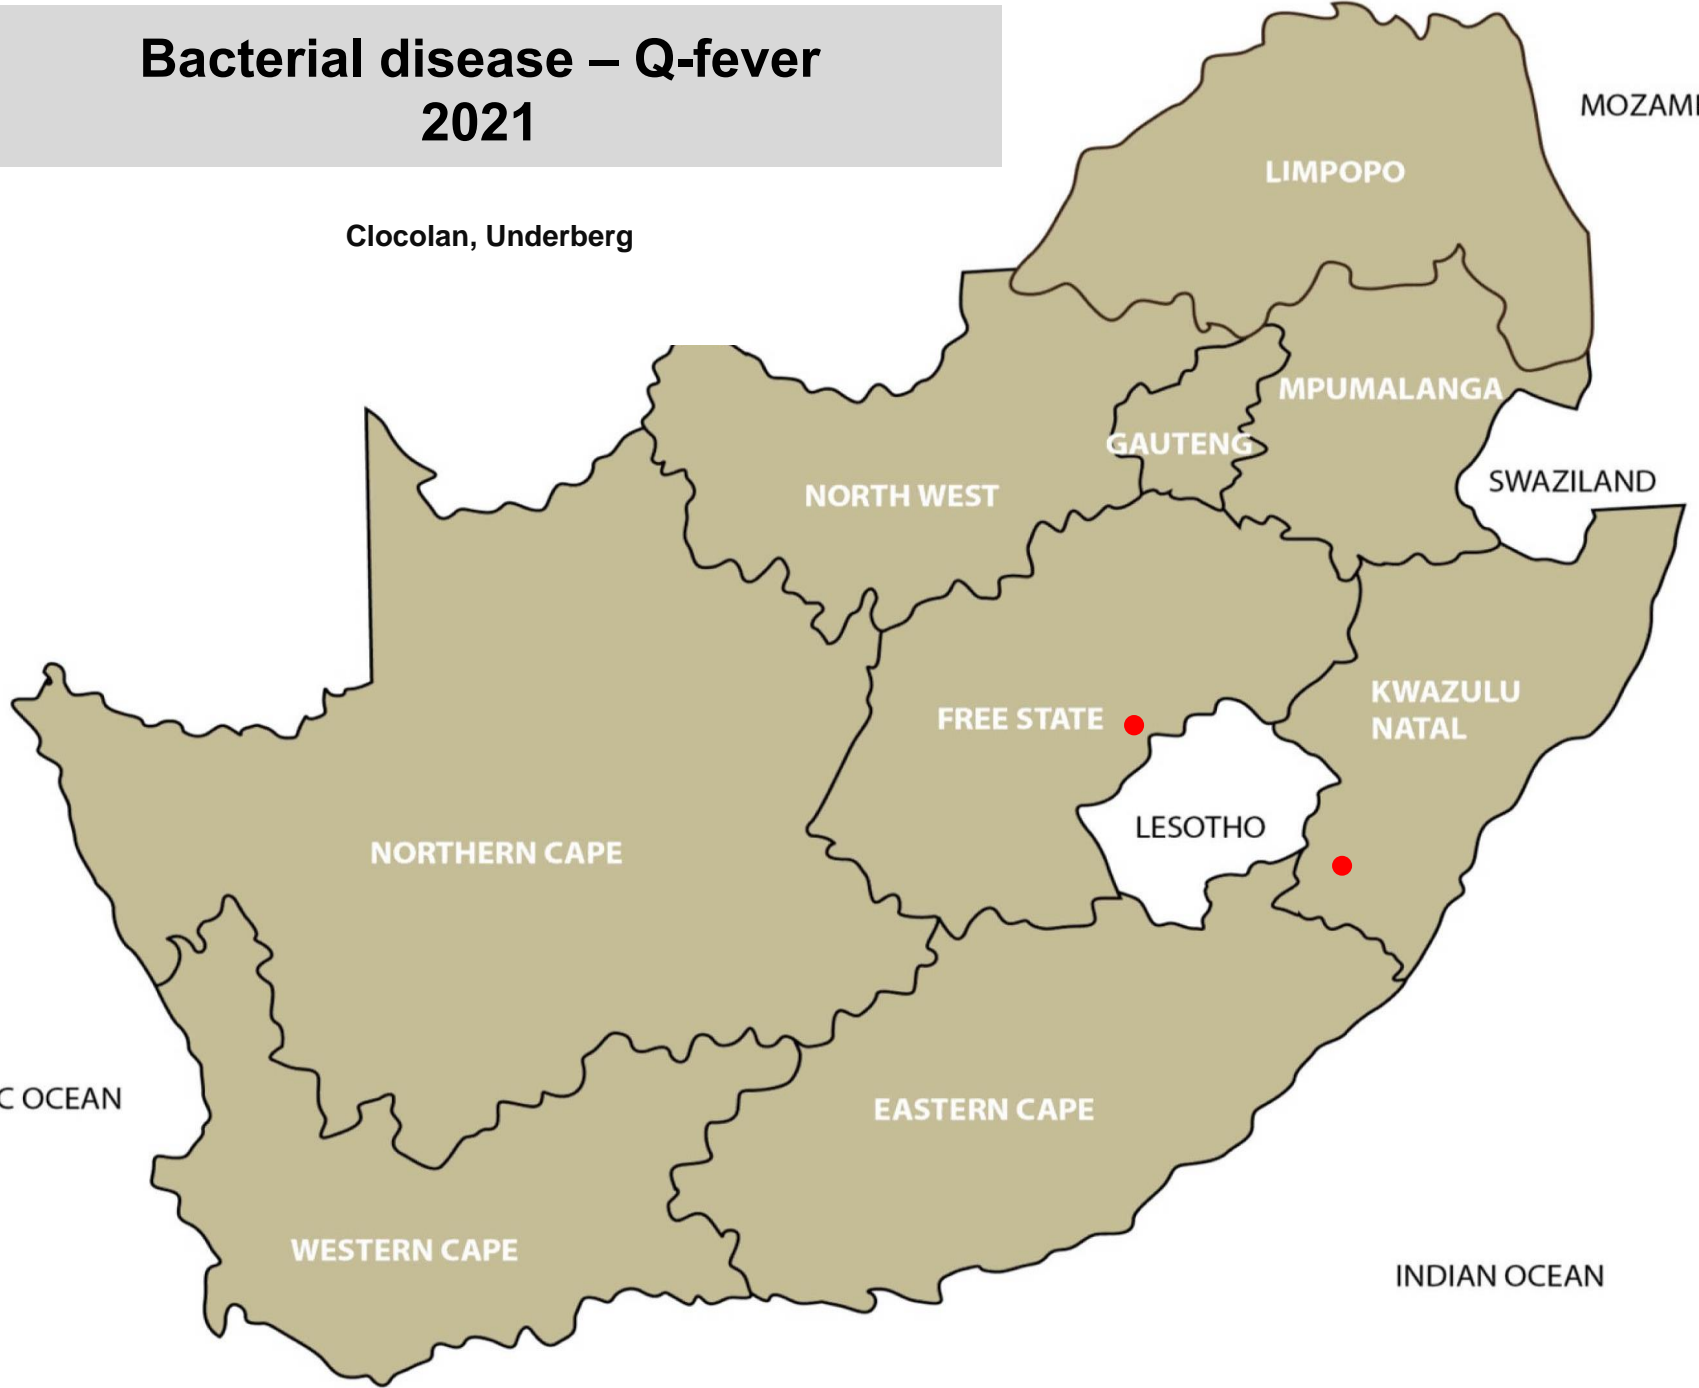 Bacterial disease – Q-fever
2021
Clocolan, Underberg
MOZAM
LIMPOPO
MPUMALANGA
GAUTENG
SWAZILAND
NORTH WEST
KWAZULU
NATAL
FREE STATE
LESOTHO
NORTHERN CAPE
C OCEAN
EASTERN CAPE
WESTERN CAPE
INDIAN OCEAN